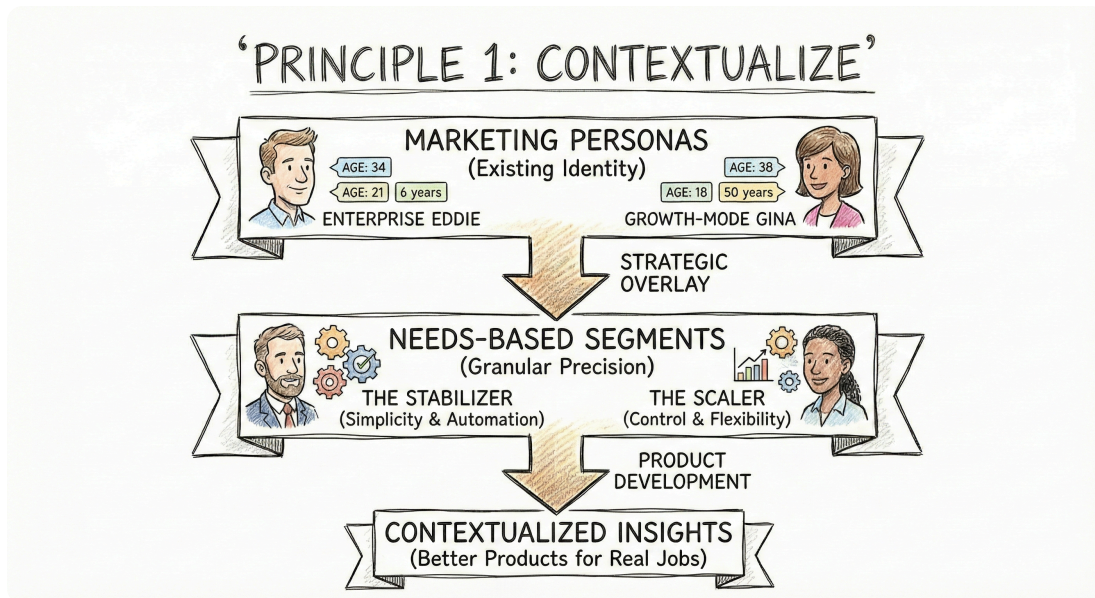 ‘PRINCIPLE 1: CONTEXTUALIZE’
MARKETING PERSONAS
(Existing Identity)
AGE: 34
AGE: 21 6 years
ENTERPRISE EDDIE
AGE: 38
AGE: 18 50 years
GROWTH-MODE GINA
STRATEGIC
OVERLAY
NEEDS-BASED SEGMENTS
(Granular Precision)
THE STABILIZER
(Simplicity & Automation)
THE SCALER
(Control & Flexibility)
PRODUCT
DEVELOPMENT
CONTEXTUALIZED INSIGHTS
(Better Products for Real Jobs)